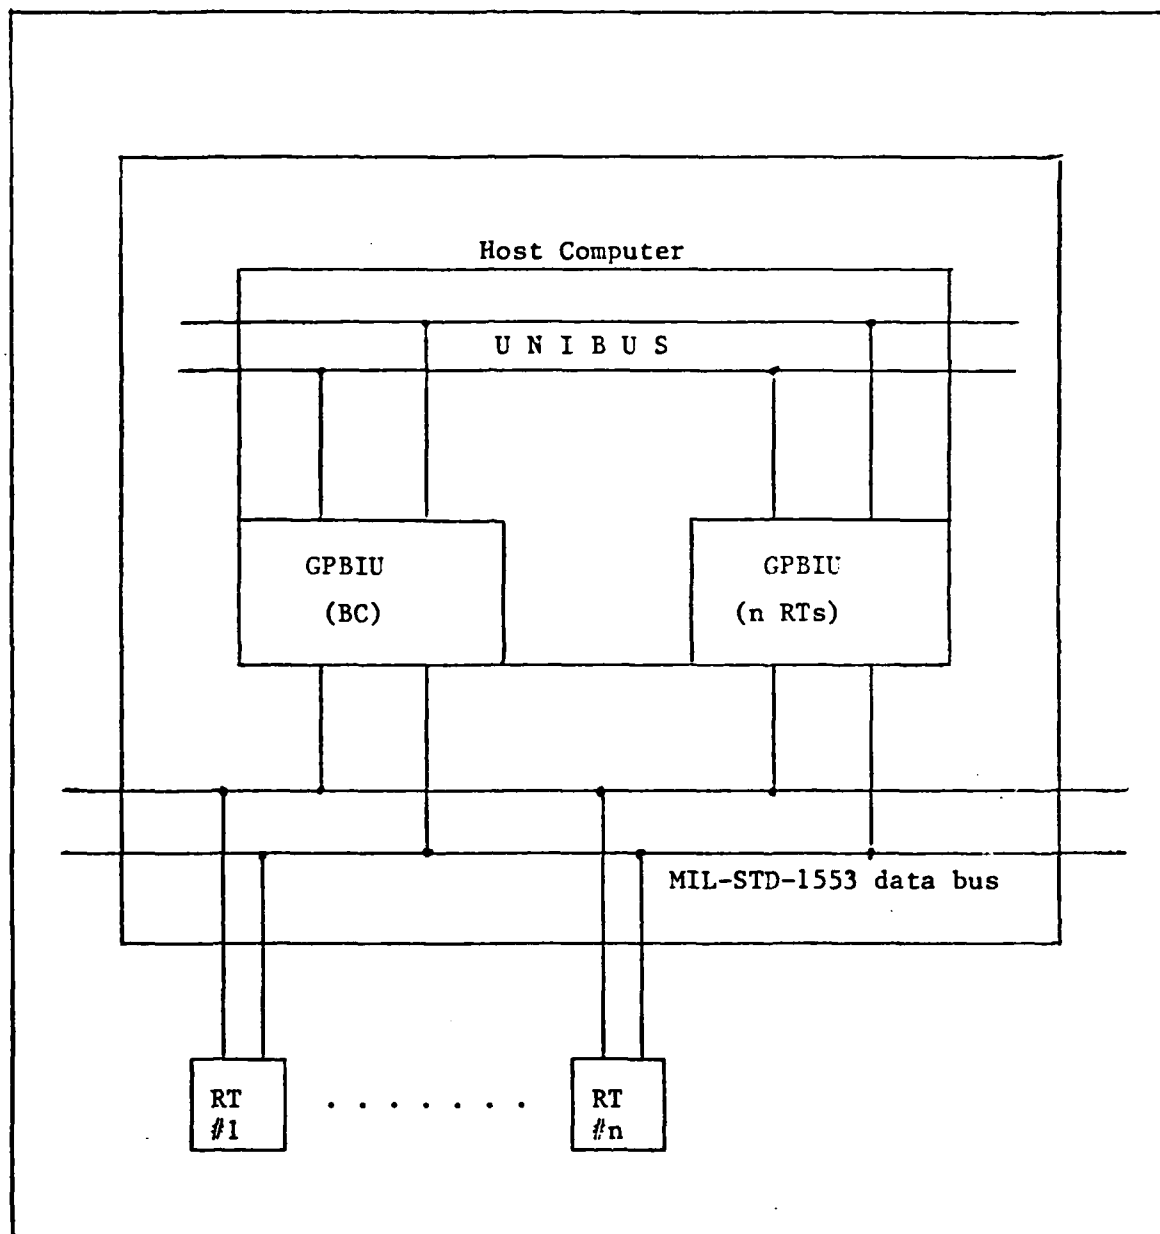 Host Computer
U N I B U S
GPBIU
(BC)
GPBIU
(n RTs)
MIL-STD-1553 data bus
RT
#1
. . . . . . .
RT
#n